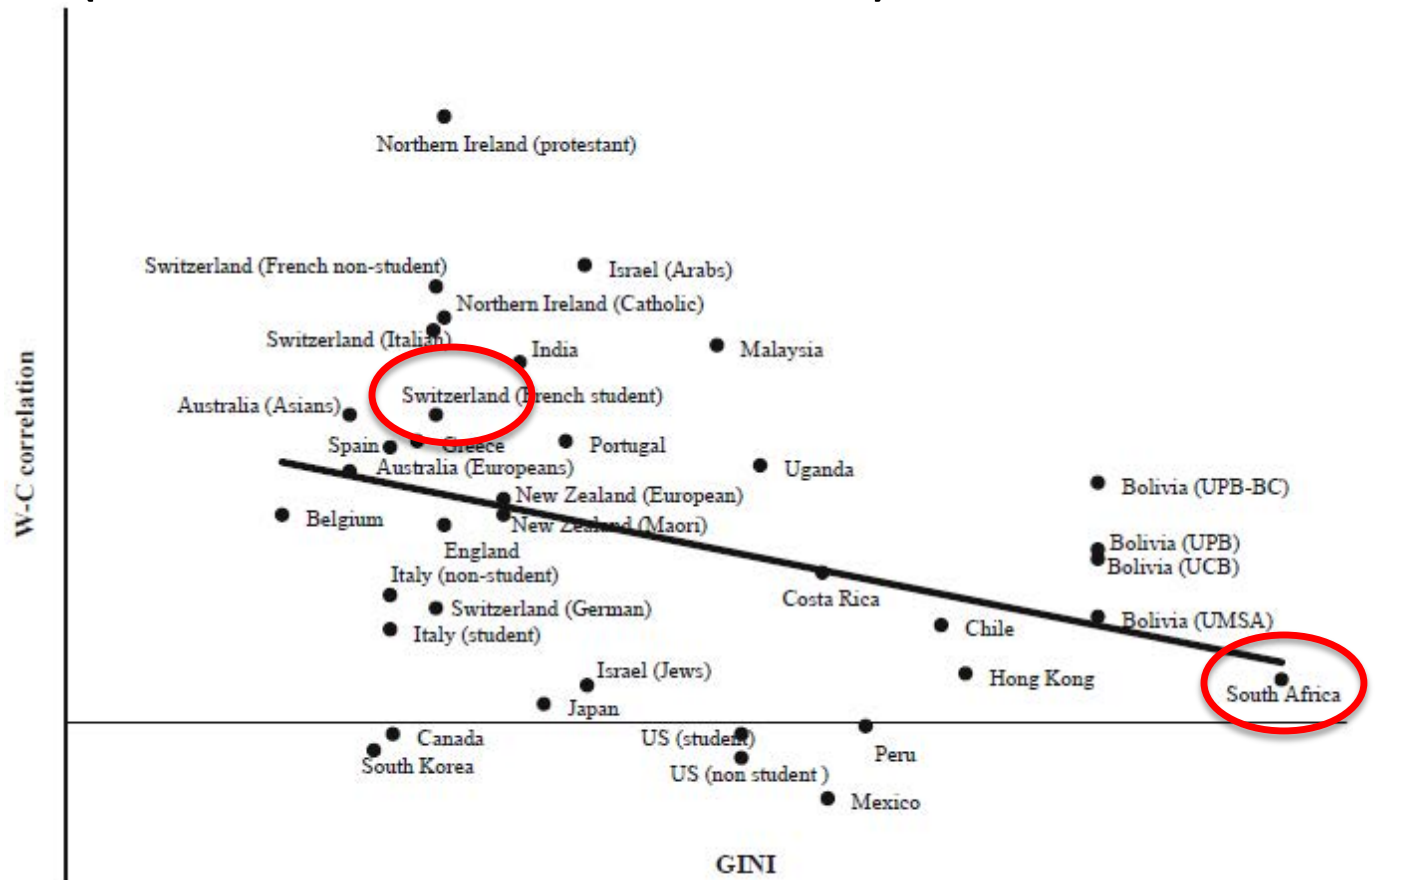 Northern Ireland (protestant)
Switzerland (French non-student)
Israel (Arabs)
Northern Ireland (Catholic)
Switzerland (Italian)
India
Malaysia
Switzerland (French student)
Australia (Asians)
Spain
Greece
Portugal
Australia (Europeans)
Uganda
Bolivia (UPB-BC)
New Zealand (European)
Belgium
New Zealand (Maori)
England
Bolivia (UPB)
Bolivia (UCB)
Italy (non-student)
Costa Rica
Switzerland (German)
Bolivia (UMSA)
Italy (student)
Chile
Israel (Jews)
Hong Kong
South Africa
Japan
Canada
US (student)
Peru
South Korea
US (non student )
Mexico
W-C correlation
GINI